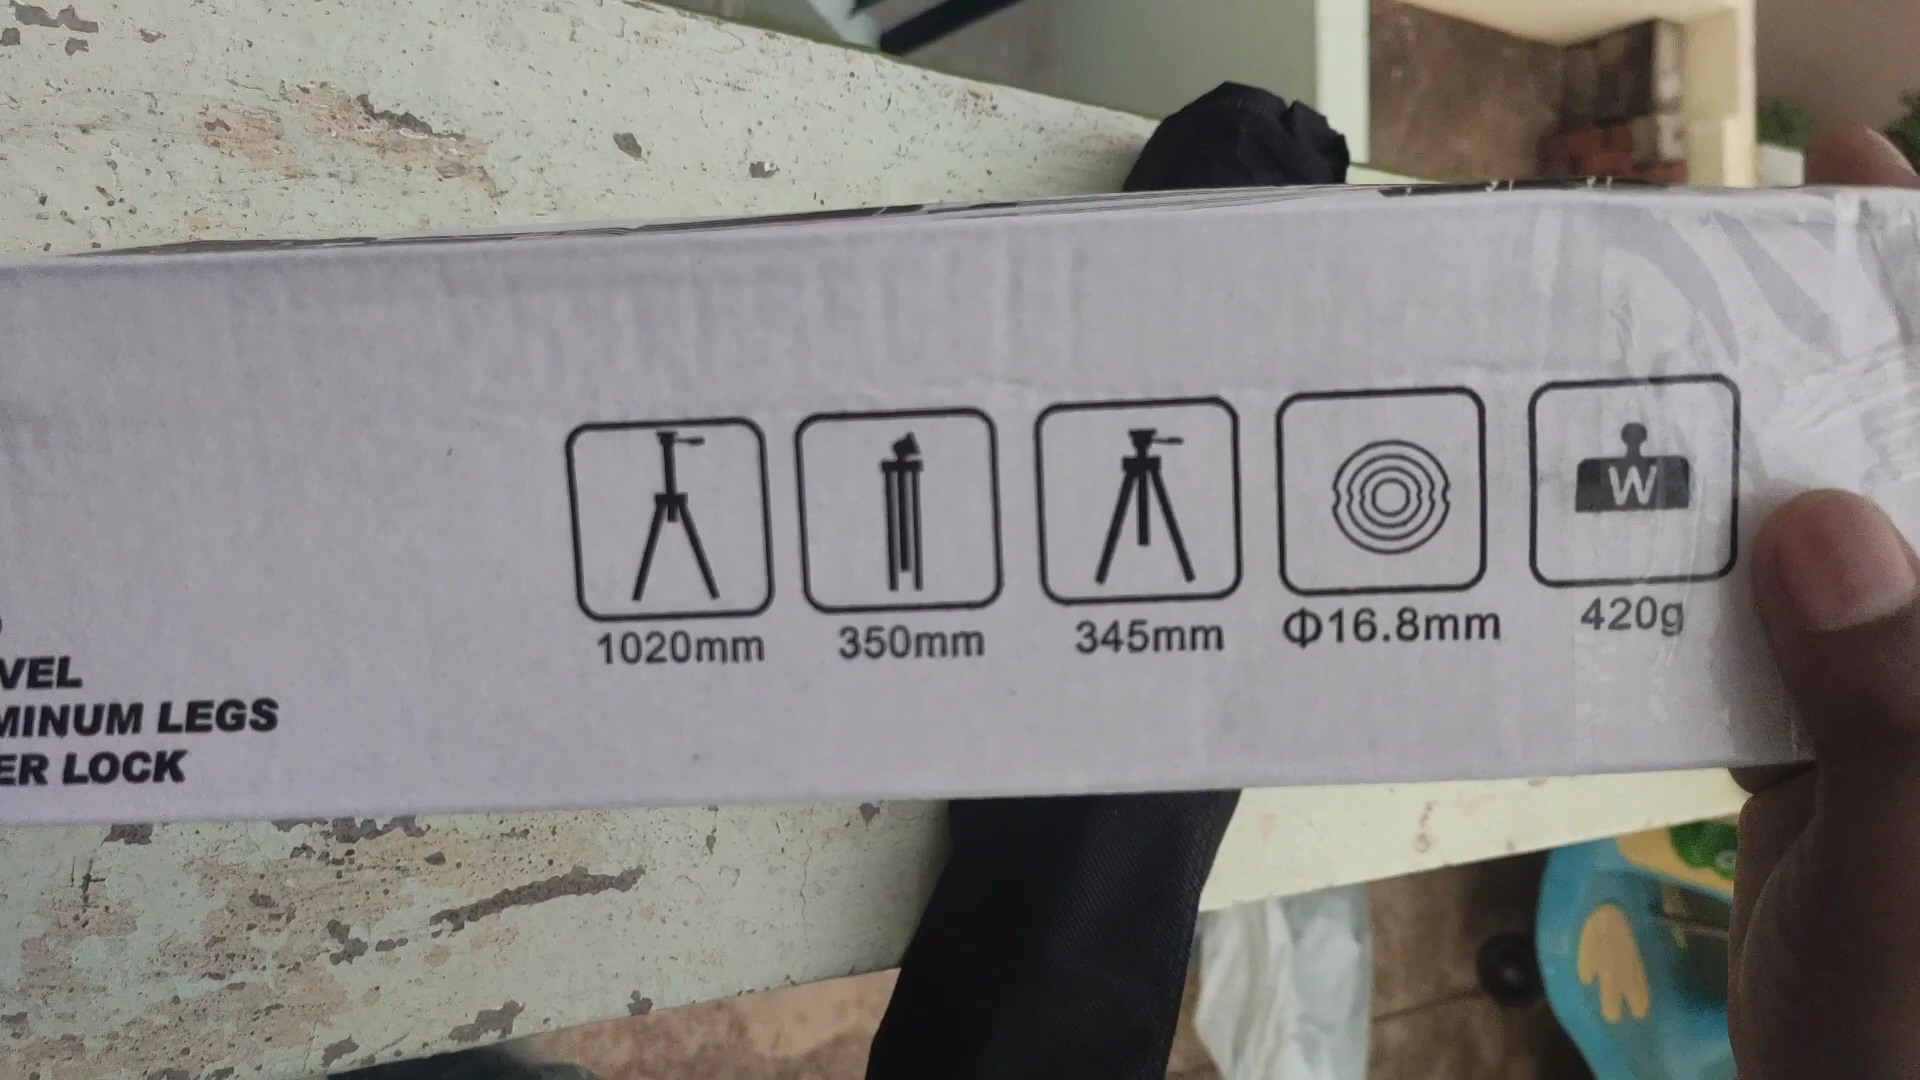 VEL
MINUM LEGS
ER LOCK
1020mm
350mm
345mm
Φ16.8mm
W
420g